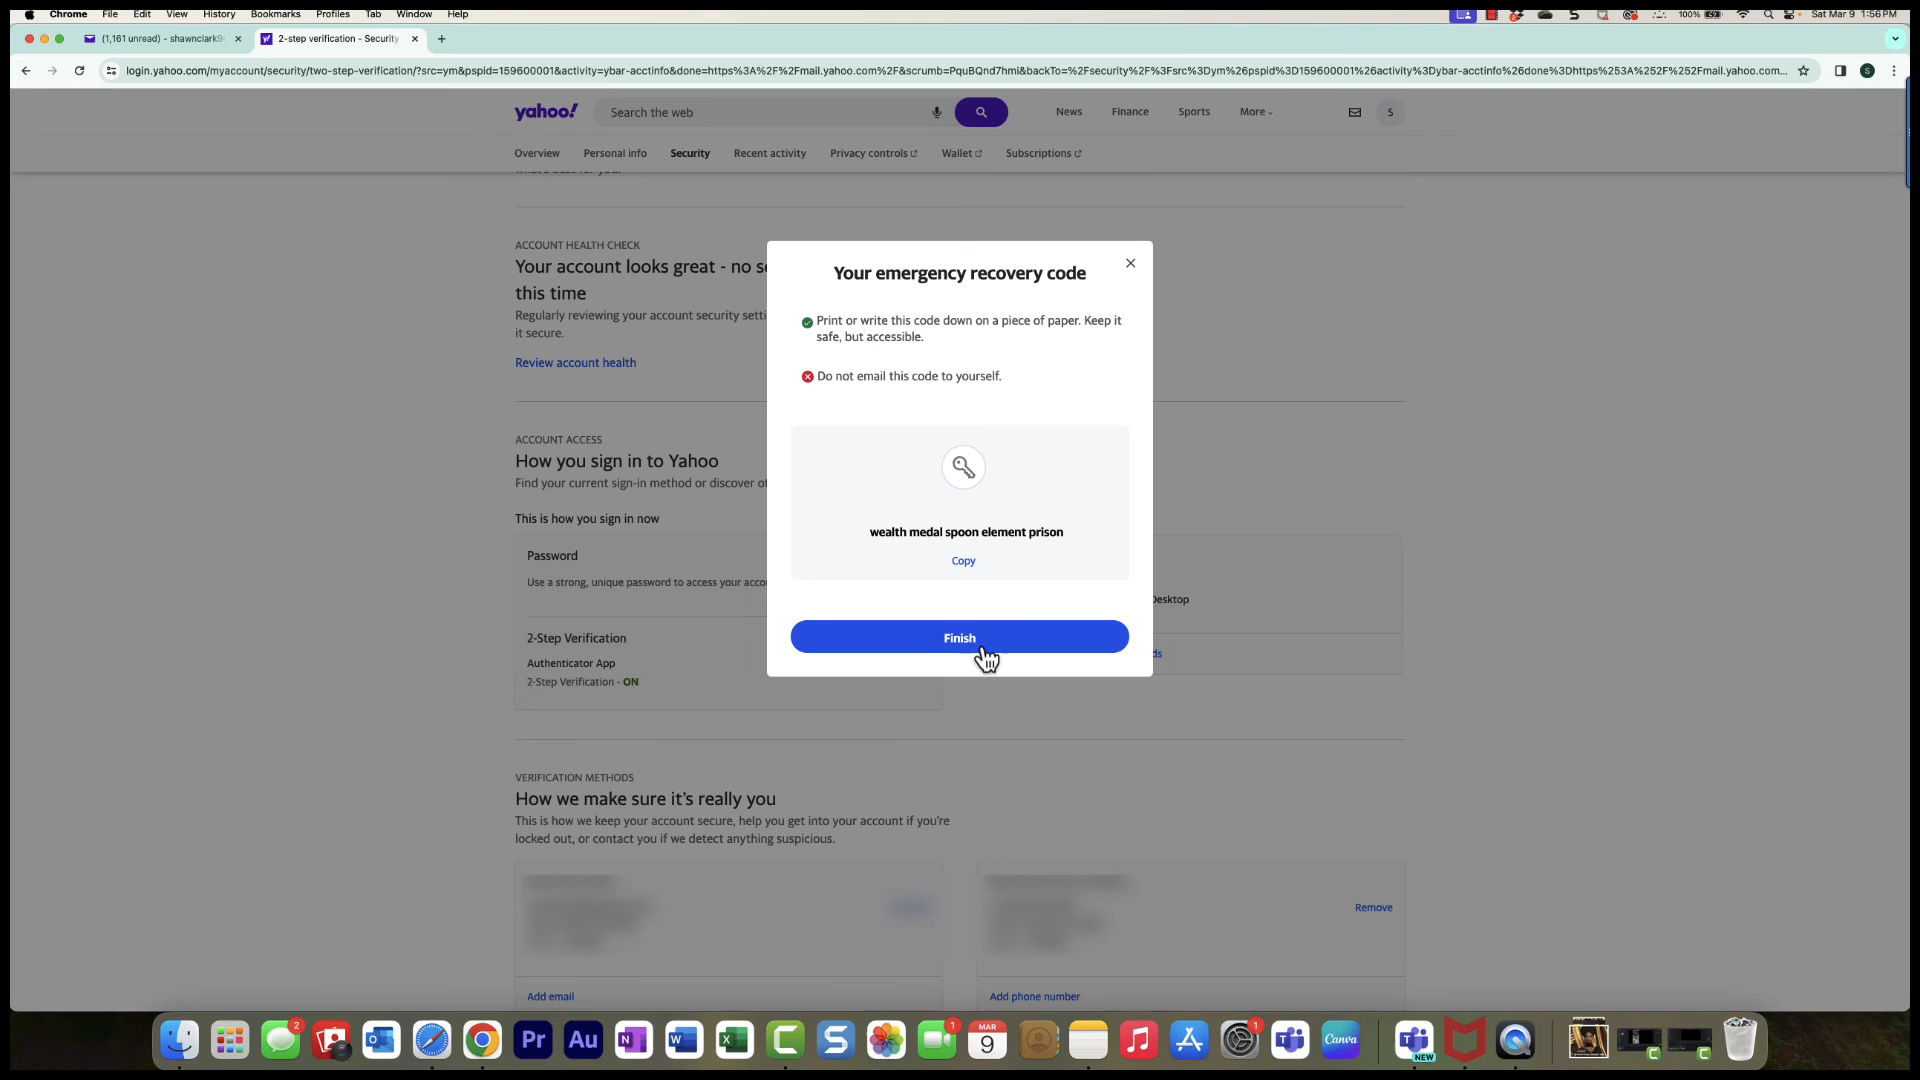 Chrome File Edit View History Bookmarks Profiles Tab Window Help
100% Sat Mar 9 1:56 PM
(1,161 unread) - shawnclark9
2-step verification - Security
login.yahoo.com/myaccount/security/two-step-verification/?src=ym&pspid=159600001&activity=ybar-acctinfo&done=https%3A%2F%2Fmail.yahoo.com%2F&scrumb=PquBQnd7hmi&backTo=%2Fsecurity%2F%3Fsrc%3Dym%26pspid%3D159600001%26activity%3Dybar-acctinfo%26done%3Dhttps%253A%252F%252Fmail.yahoo.com...
S
yahoo!
Search the web
News Finance Sports More
S
Overview Personal info Security Recent activity Privacy controls Wallet Subscriptions
ACCOUNT HEALTH CHECK
Your account looks great - no se
this time
Regularly reviewing your account security setti
it secure.
Review account health
ACCOUNT ACCESS
How you sign in to Yahoo
Find your current sign-in method or discover ot
This is how you sign in now
Password
Use a strong, unique password to access your acco
2-Step Verification
Authenticator App
2-Step Verification - ON
Desktop
ds
Your emergency recovery code
Print or write this code down on a piece of paper. Keep it
safe, but accessible.
Do not email this code to yourself.
wealth medal spoon element prison
Copy
Finish
VERIFICATION METHODS
How we make sure it's really you
This is how we keep your account secure, help you get into your account if you're
locked out, or contact you if we detect anything suspicious.
Remove
Add email
Add phone number
2
Pr
Au
N
W
X
C
S
1
MAR
9
1
Canva
NEW